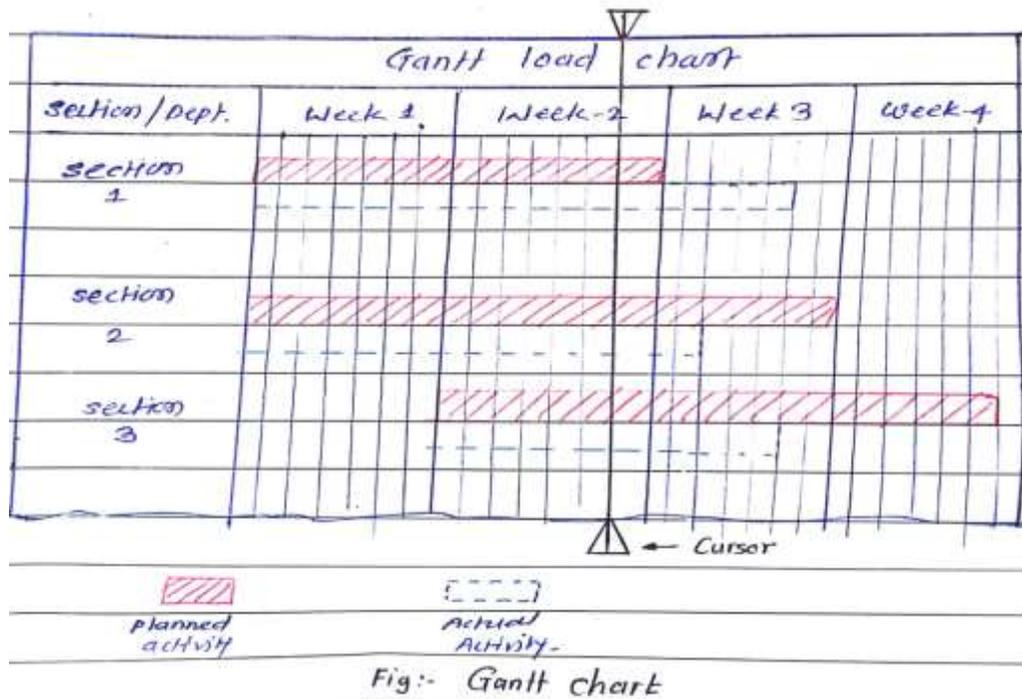 Gantt load chart
Section/Dept. Week 1. Week-2 Week 3 Week-4
section
1
section
2
section
3
← Cursor
planned
activity
Actual
Activity-
Fig:- Gantt chart